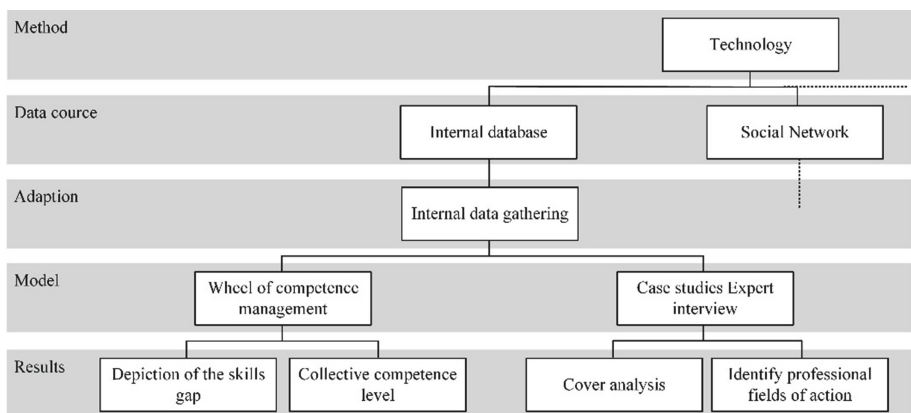 Method
Technology
Data cource
Internal database
Social Network
Adaption
Internal data gathering
Model
Wheel of competence
management
Case studies Expert
interview
Results
Depiction of the skills
gap
Collective competence
level
Cover analysis
Identify professional
fields of action